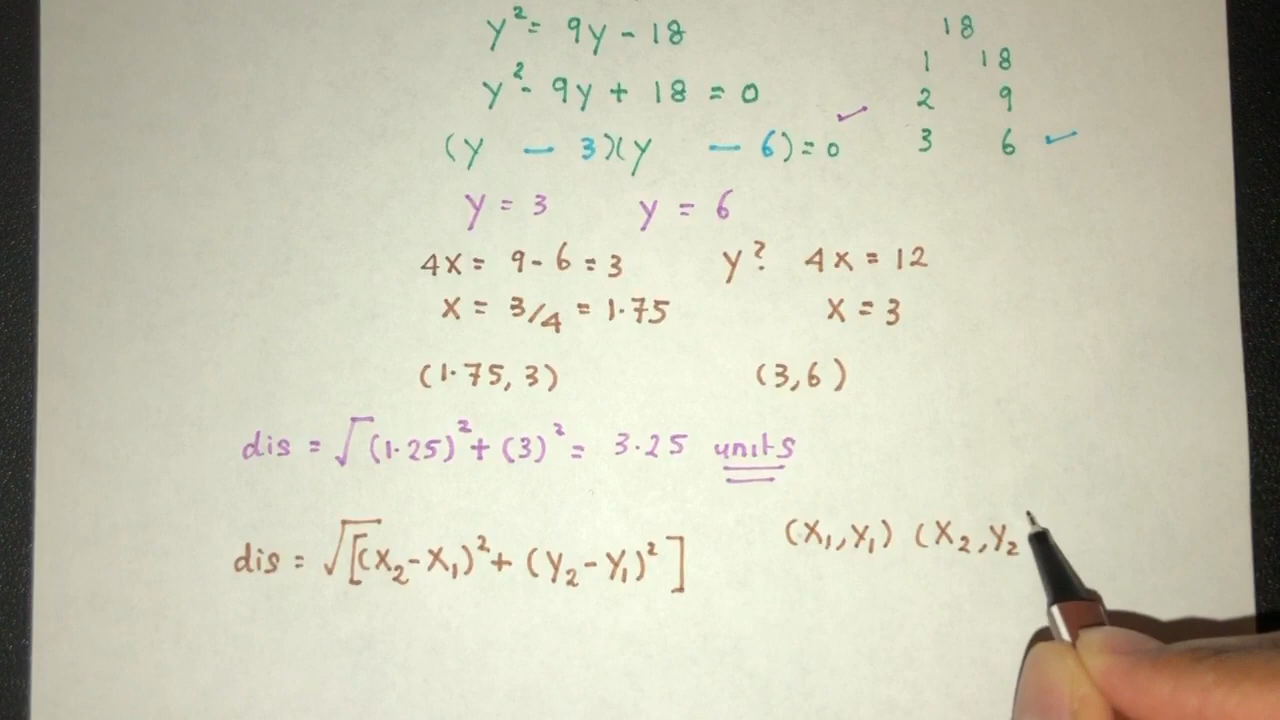 y² = 9y - 18
18
1 18
y² - 9y + 18 = 0
2 9
(y - 3)(y - 6) = 0 ✓
3 6 ✓
y = 3 y = 6
4x = 9 - 6 = 3 y? 4x = 12
x = 3/4 = 1.75 x = 3
(1.75, 3) (3,6)
dis = √(1.25)² + (3)² = 3.25 units
(x₁, y₁) (x₂, y₂
dis = √[(x₂ - x₁)² + (y₂ - y₁)²]